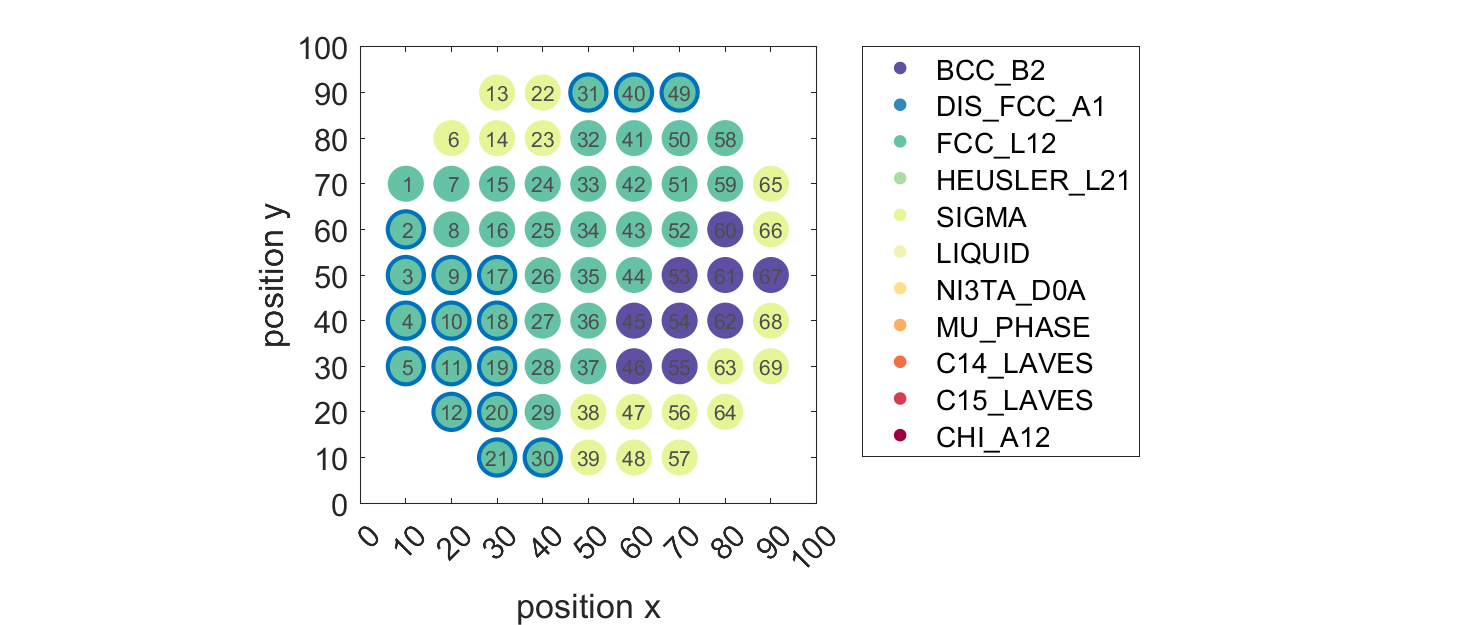 100
90
80
70
60
50
40
30
20
10
0
position y
13 22 31 40 49
6 14 23 32 41 50 58
1 7 15 24 33 42 51 59 65
2 8 16 25 34 43 52 60 66
3 9 17 26 35 44 53 61 67
4 10 18 27 36 45 54 62 68
5 11 19 28 37 46 55 63 69
12 20 29 38 47 56 64
21 30 39 48 57
0 10 20 30 40 50 60 70 80 90 100
position x
BCC_B2
DIS_FCC_A1
FCC_L12
HEUSLER_L21
SIGMA
LIQUID
NI3TA_D0A
MU_PHASE
C14_LAVES
C15_LAVES
CHI_A12